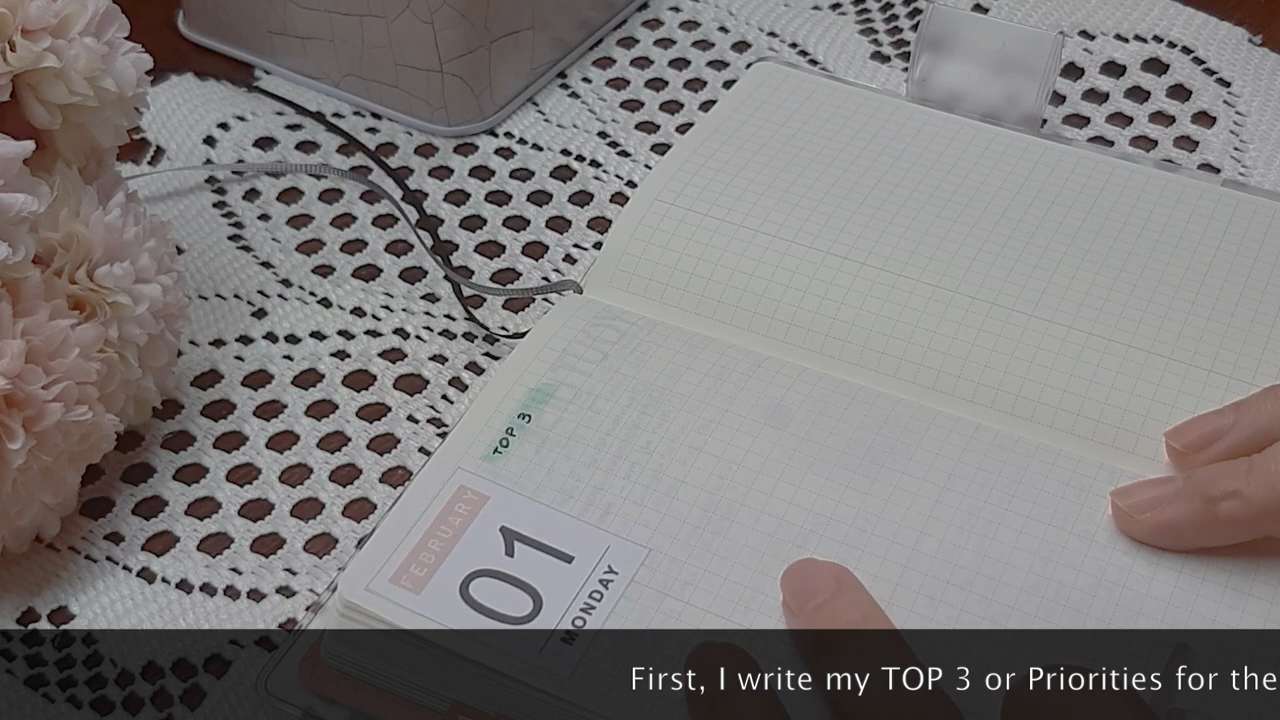 TOP 3
FEBRUARY
01
MONDAY
First, I write my TOP 3 or Priorities for the